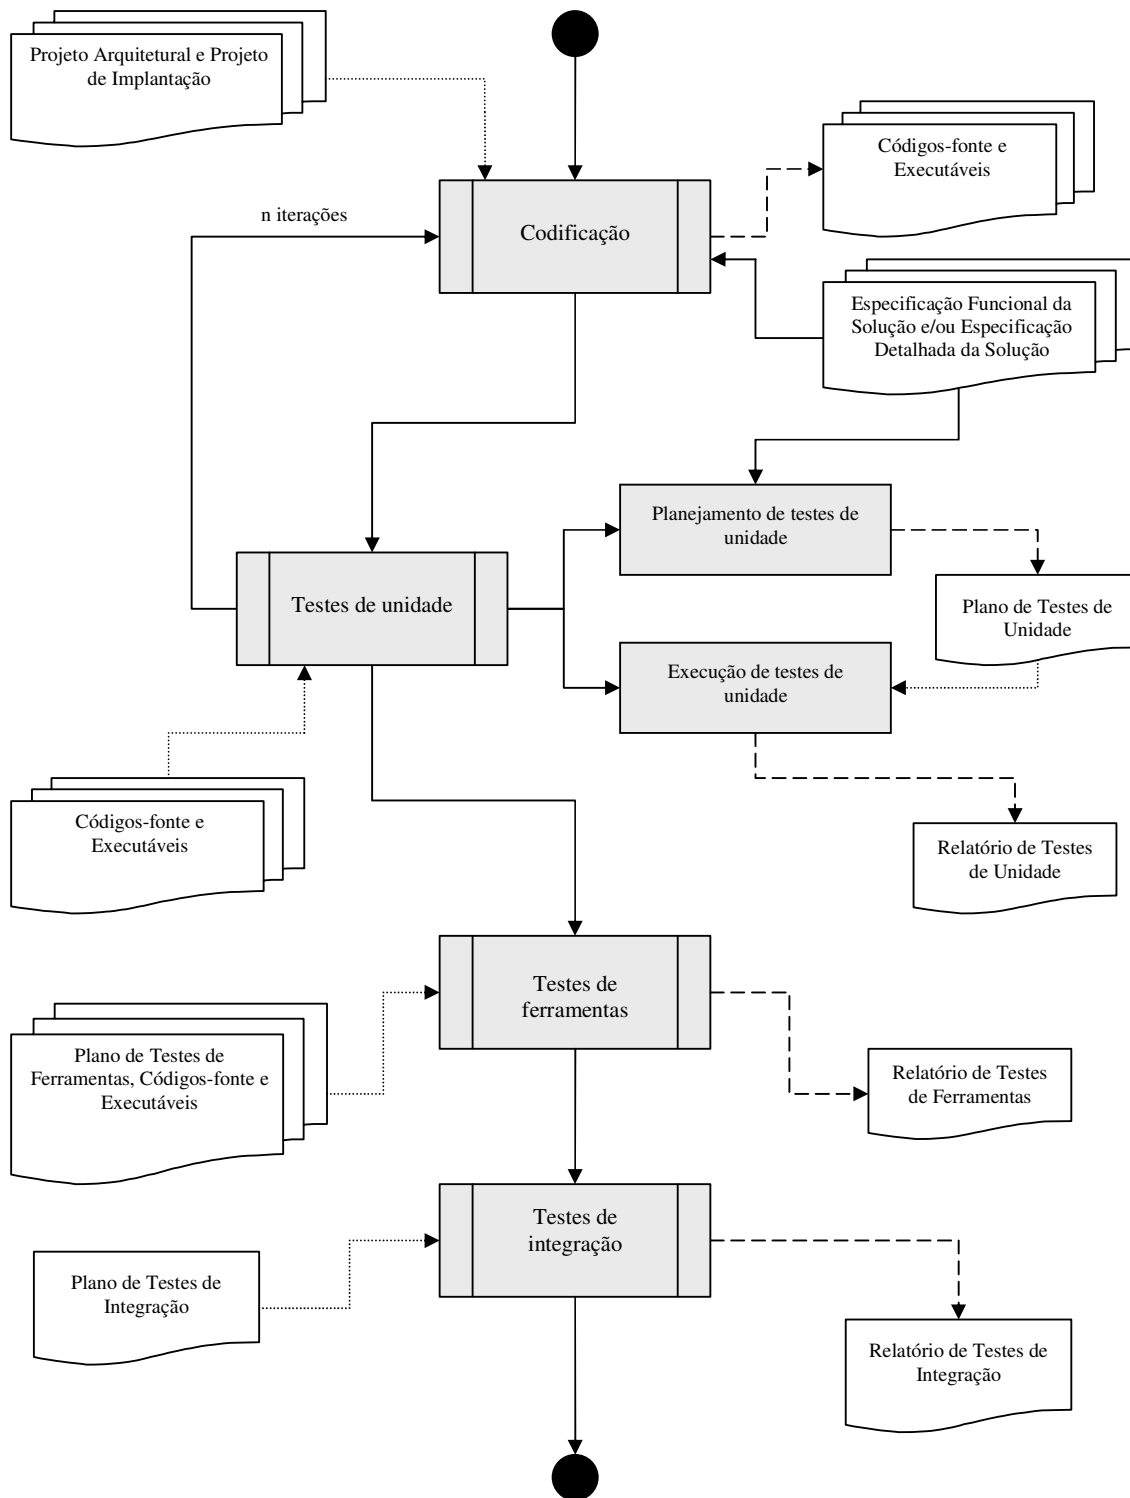 Projeto Arquitetural e Projeto
de Implantação
Códigos-fonte e
Executáveis
n iterações
Codificação
Especificação Funcional da
Solução e/ou Especificação
Detalhada da Solução
Planejamento de testes de
unidade
Testes de unidade
Plano de Testes de
Unidade
Execução de testes de
unidade
Códigos-fonte e
Executáveis
Relatório de Testes
de Unidade
Testes de
ferramentas
Plano de Testes de
Ferramentas, Códigos-fonte e
Executáveis
Relatório de Testes
de Ferramentas
Testes de
integração
Plano de Testes de
Integração
Relatório de Testes de
Integração